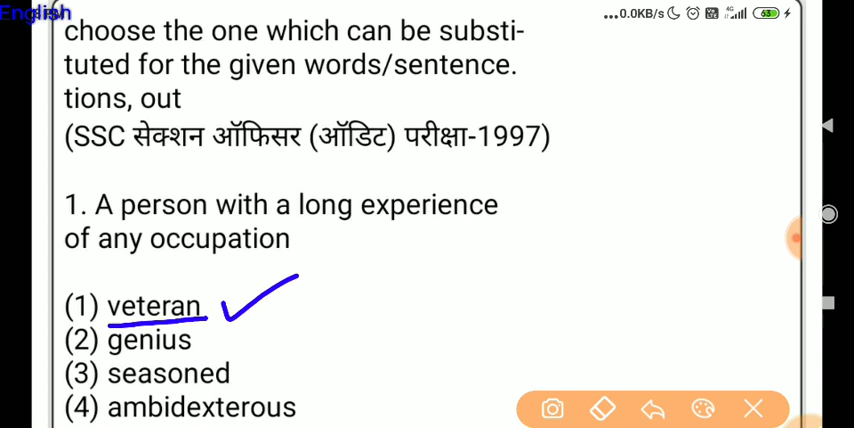 English
...0.0KB/s 4G 63
choose the one which can be substi-
tuted for the given words/sentence.
tions, out
(SSC सेक्शन ऑफिसर (ऑडिट) परीक्षा-1997)
1. A person with a long experience
of any occupation
(1) veteran
(2) genius
(3) seasoned
(4) ambidexterous